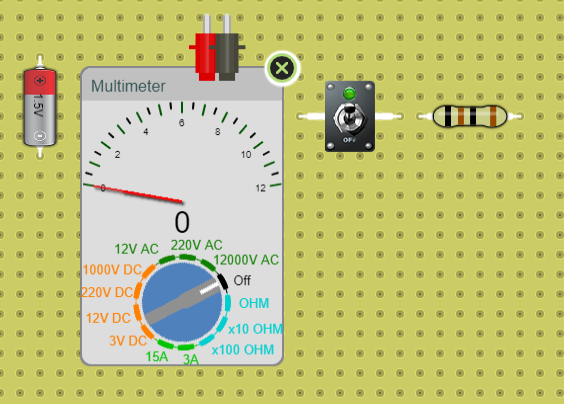 Multimeter
0
2
4
6
8
10
12
0
12V AC
220V AC
12000V AC
1000V DC
Off
220V DC
OHM
12V DC
x10 OHM
3V DC
x100 OHM
15A
3A
1.5V
OFF